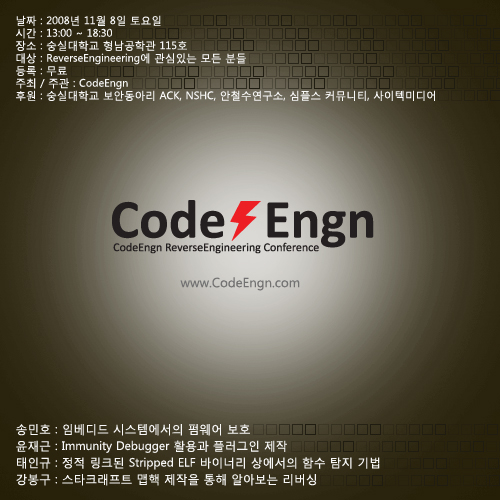 날짜 : 2008년 11월 8일 토요일
시간 : 13:00 ~ 18:30
장소 : 숭실대학교 형남공학관 115호
대상 : ReverseEngineering에 관심있는 모든 분들
등록 : 무료
주최 / 주관 : CodeEngn
후원 : 숭실대학교 보안동아리 ACK, NSHC, 안철수연구소, 심플스 커뮤니티, 사이텍미디어
Code Engn
CodeEngn ReverseEngineering Conference
www.CodeEngn.com
송민호 : 임베디드 시스템에서의 펌웨어 보호
윤재근 : Immunity Debugger 활용과 플러그인 제작
태인규 : 정적 링크된 Stripped ELF 바이너리 상에서의 함수 탐지 기법
강봉구 : 스타크래프트 맵핵 제작을 통해 알아보는 리버싱